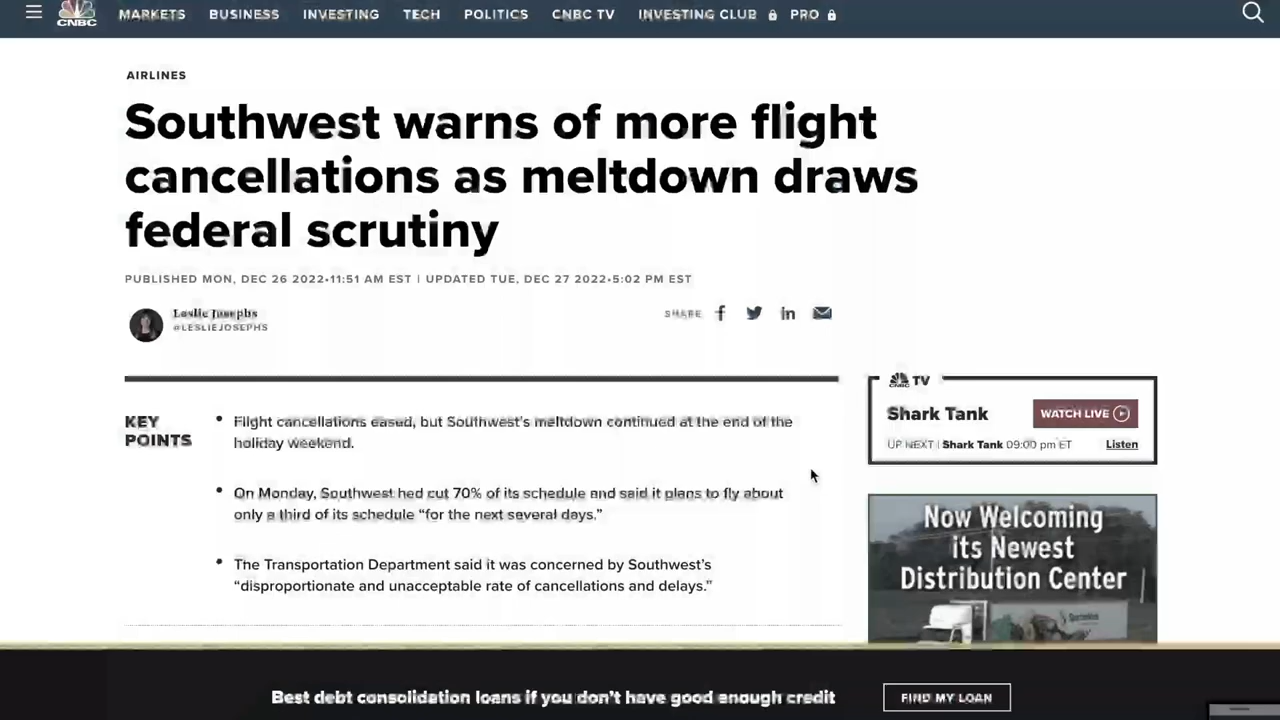 MARKETS BUSINESS INVESTING TECH POLITICS CNBC TV INVESTING CLUB PRO
CNBC
AIRLINES
Southwest warns of more flight
cancellations as meltdown draws
federal scrutiny
PUBLISHED MON, DEC 26 2022•11:51 AM EST | UPDATED TUE, DEC 27 2022•5:02 PM EST
Leslie Josephs
@LESLIEJOSEPHS
SHARE
KEY
POINTS
• Flight cancellations eased, but Southwest's meltdown continued at the end of the
holiday weekend.
• On Monday, Southwest hed cut 70% of its schedule and said it plans to fly about
only a third of its schedule “for the next several days.”
• The Transportation Department said it was concerned by Southwest's
“disproportionate and unacceptable rate of cancellations and delays.”
CNBC TV
Shark Tank
WATCH LIVE
UP NEXT | Shark Tank 09:00 pm ET
Listen
Now Welcoming
its Newest
Distribution Center
Best debt consolidation loans if you don't have good enough credit
FIND MY LOAN